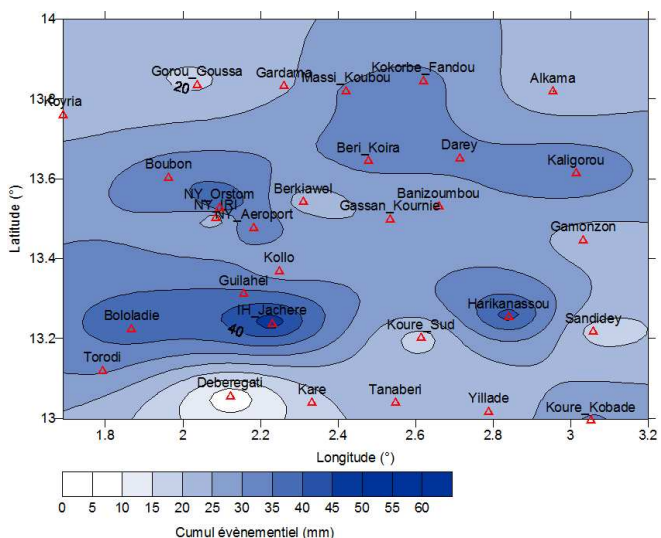 14
Gorou_Goussa
Gardama
Massi_Koubou
Kokorbe_Fandou
Alkama
20
13.8
Koyria
Boubon
Beri_Koira
Darey
Kaligorou
13.6
NY_Orstom
NY_IRI
NY_Aeroport
Berkiawel
Gassan_Kournie
Banizoumbou
Gamonzon
Latitude (°)
13.4
Kollo
Guilahel
Bololadie
IH_Jachere
40
Harikanassou
Koure_Sud
Sandidey
13.2
Torodi
Deberegati
Kare
Tanaberi
Yillade
Koure_Kobade
13
1.8 2 2.2 2.4 2.6 2.8 3 3.2
Longitude (°)
0 5 10 15 20 25 30 35 40 45 50 55 60
Cumul évènementiel (mm)